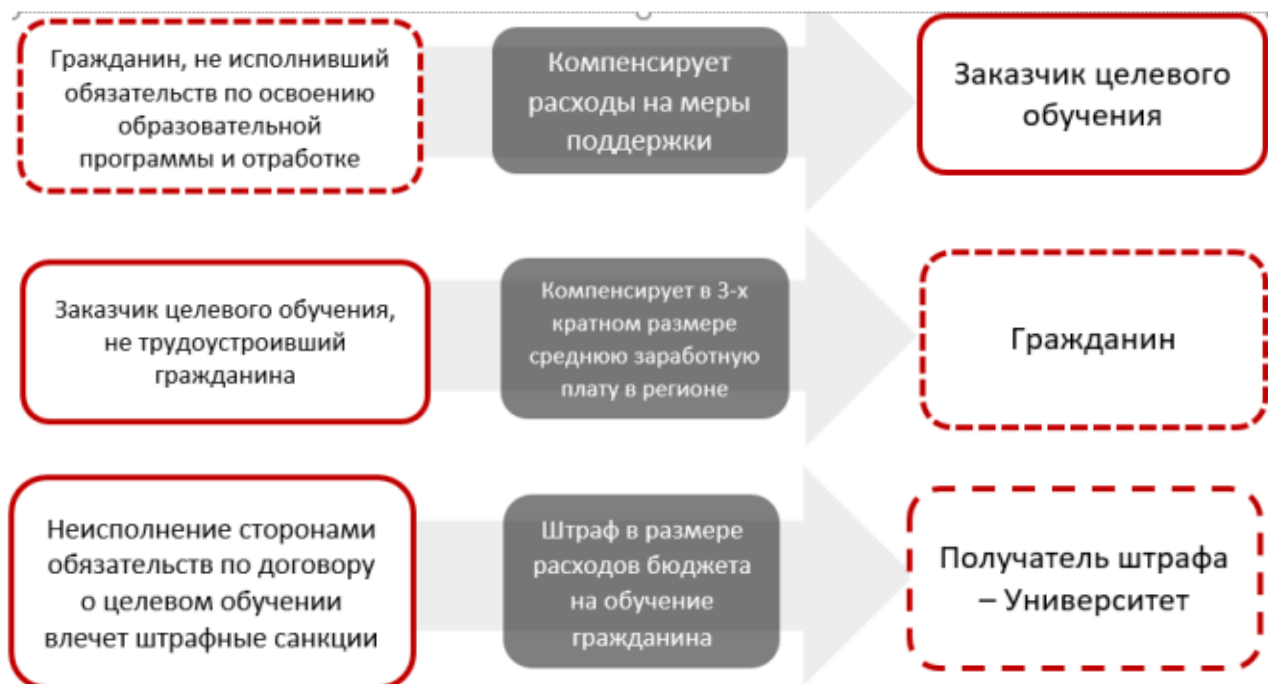 Гражданин, не исполнивший
обязательств по освоению
образовательной
программы и отработке
Компенсирует
расходы на меры
поддержки
Заказчик целевого
обучения
Заказчик целевого обучения,
не трудоустроивший
гражданина
Компенсирует в 3-х
кратном размере
среднюю заработную
плату в регионе
Гражданин
Неисполнение сторонами
обязательств по договору
о целевом обучении
влечет штрафные санкции
Штраф в размере
расходов бюджета
на обучение
гражданина
Получатель штрафа
– Университет